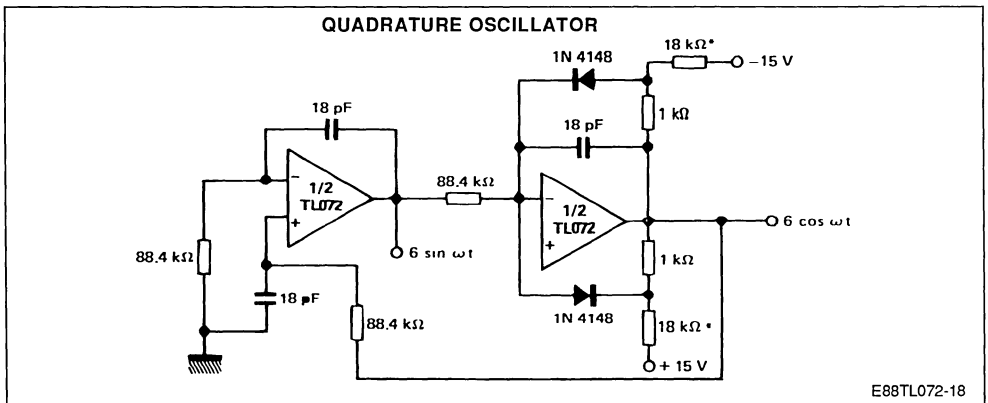 QUADRATURE OSCILLATOR
1N 4148
18 kΩ*
−15 V
18 pF
18 pF
1 kΩ
−
1/2
TL072
+
88.4 kΩ
−
1/2
TL072
+
6 cos ωt
6 sin ωt
88.4 kΩ
18 pF
88.4 kΩ
1 kΩ
1N 4148
18 kΩ*
+ 15 V
E88TL072-18